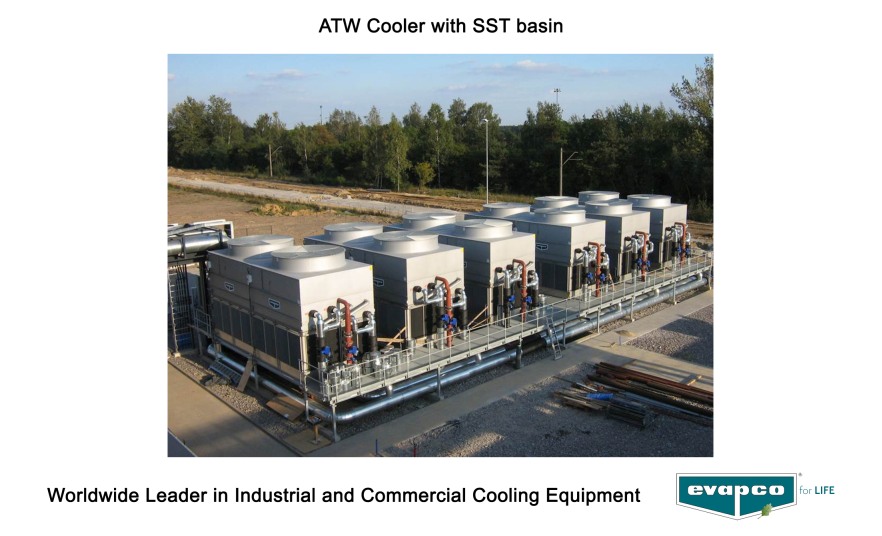 ATW Cooler with SST basin
Worldwide Leader in Industrial and Commercial Cooling Equipment
evapco® for LIFE